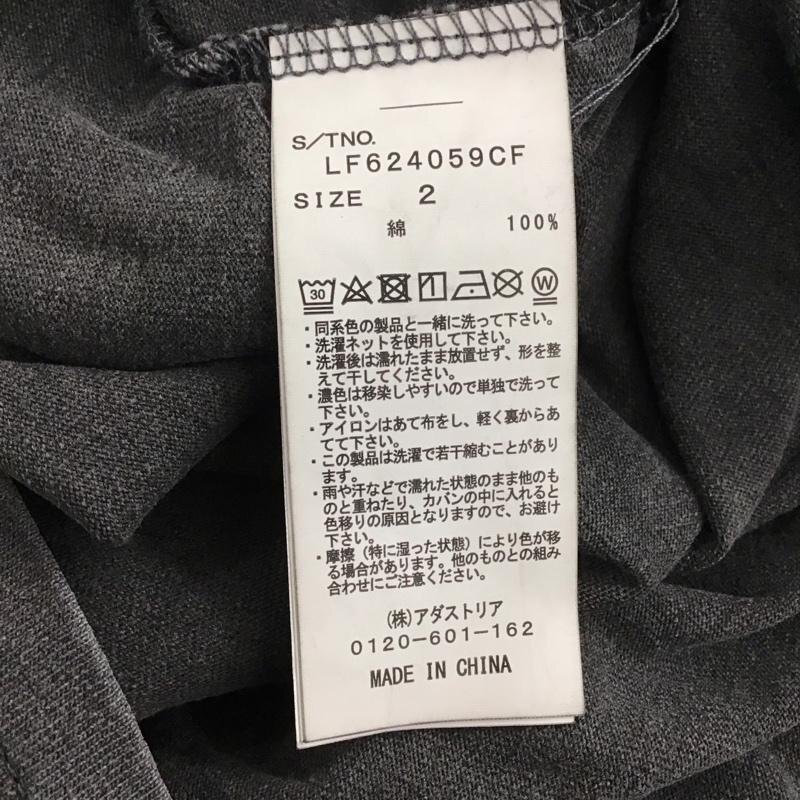 S/TNO.
LF624059CF
SIZE 2
綿 100%
30 W
・同系色の製品と一緒に洗って下さい。
・洗濯ネットを使用して下さい。
・洗濯後は濡れたまま放置せず、形を整
えて干してください。
・濃色は移染しやすいので単独で洗って
下さい。
・アイロンはあて布をし、軽く裏からあ
てて下さい。
・この製品は洗濯で若干縮むことがあり
ます。
・雨や汗などで濡れた状態のまま他のも
のと重ねたり、カバンの中に入れると
色移りの原因となりますので、お避け
下さい。
・摩擦（特に湿った状態）により色が移
る場合があります。他のものとの組み
合わせにご注意ください。
(株)アダストリア
0120-601-162
MADE IN CHINA